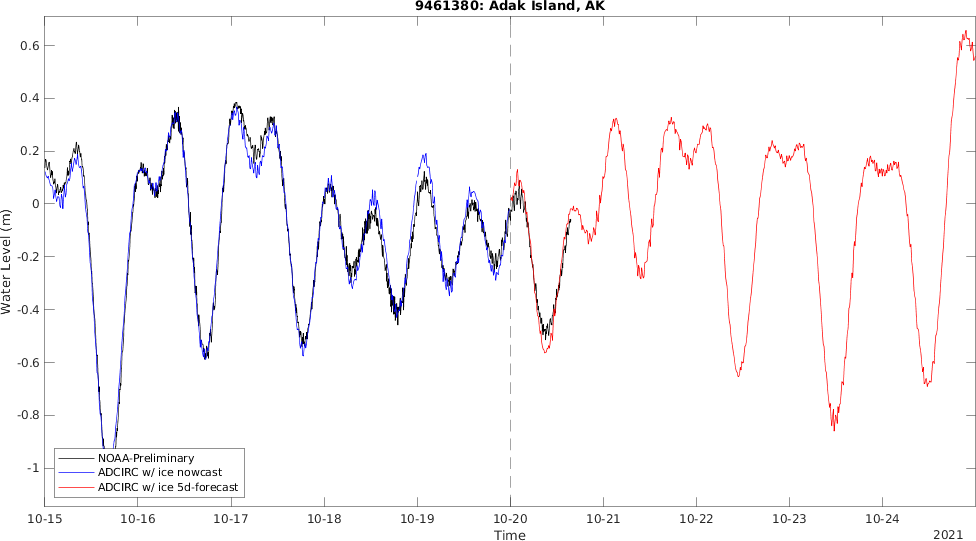 9461380: Adak Island, AK
0.6
0.4
0.2
0
-0.2
-0.4
-0.6
-0.8
-1
Water Level (m)
NOAA-Preliminary
ADCIRC w/ ice nowcast
ADCIRC w/ ice 5d-forecast
10-15 10-16 10-17 10-18 10-19 10-20 10-21 10-22 10-23 10-24
Time
2021